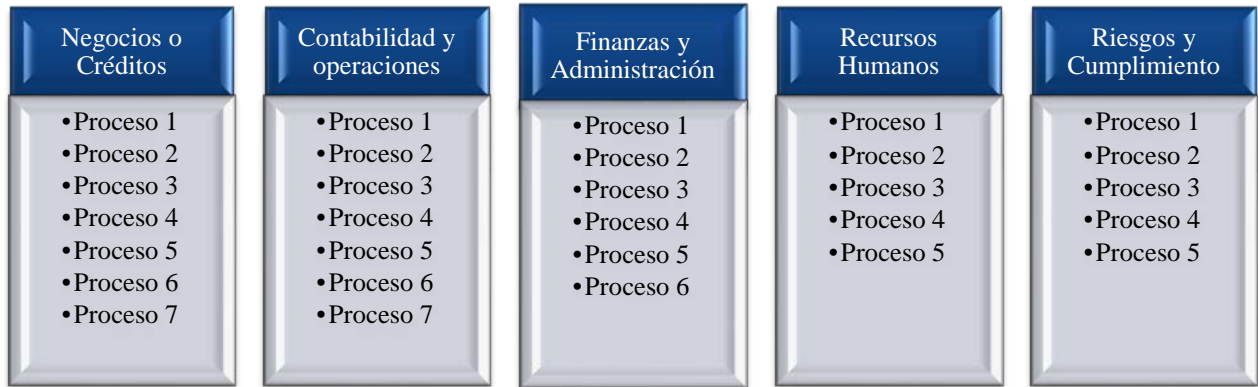 Negocios o
Créditos
•Proceso 1
•Proceso 2
•Proceso 3
•Proceso 4
•Proceso 5
•Proceso 6
•Proceso 7
Contabilidad y
operaciones
•Proceso 1
•Proceso 2
•Proceso 3
•Proceso 4
•Proceso 5
•Proceso 6
•Proceso 7
Finanzas y
Administración
•Proceso 1
•Proceso 2
•Proceso 3
•Proceso 4
•Proceso 5
•Proceso 6
Recursos
Humanos
•Proceso 1
•Proceso 2
•Proceso 3
•Proceso 4
•Proceso 5
Riesgos y
Cumplimiento
•Proceso 1
•Proceso 2
•Proceso 3
•Proceso 4
•Proceso 5